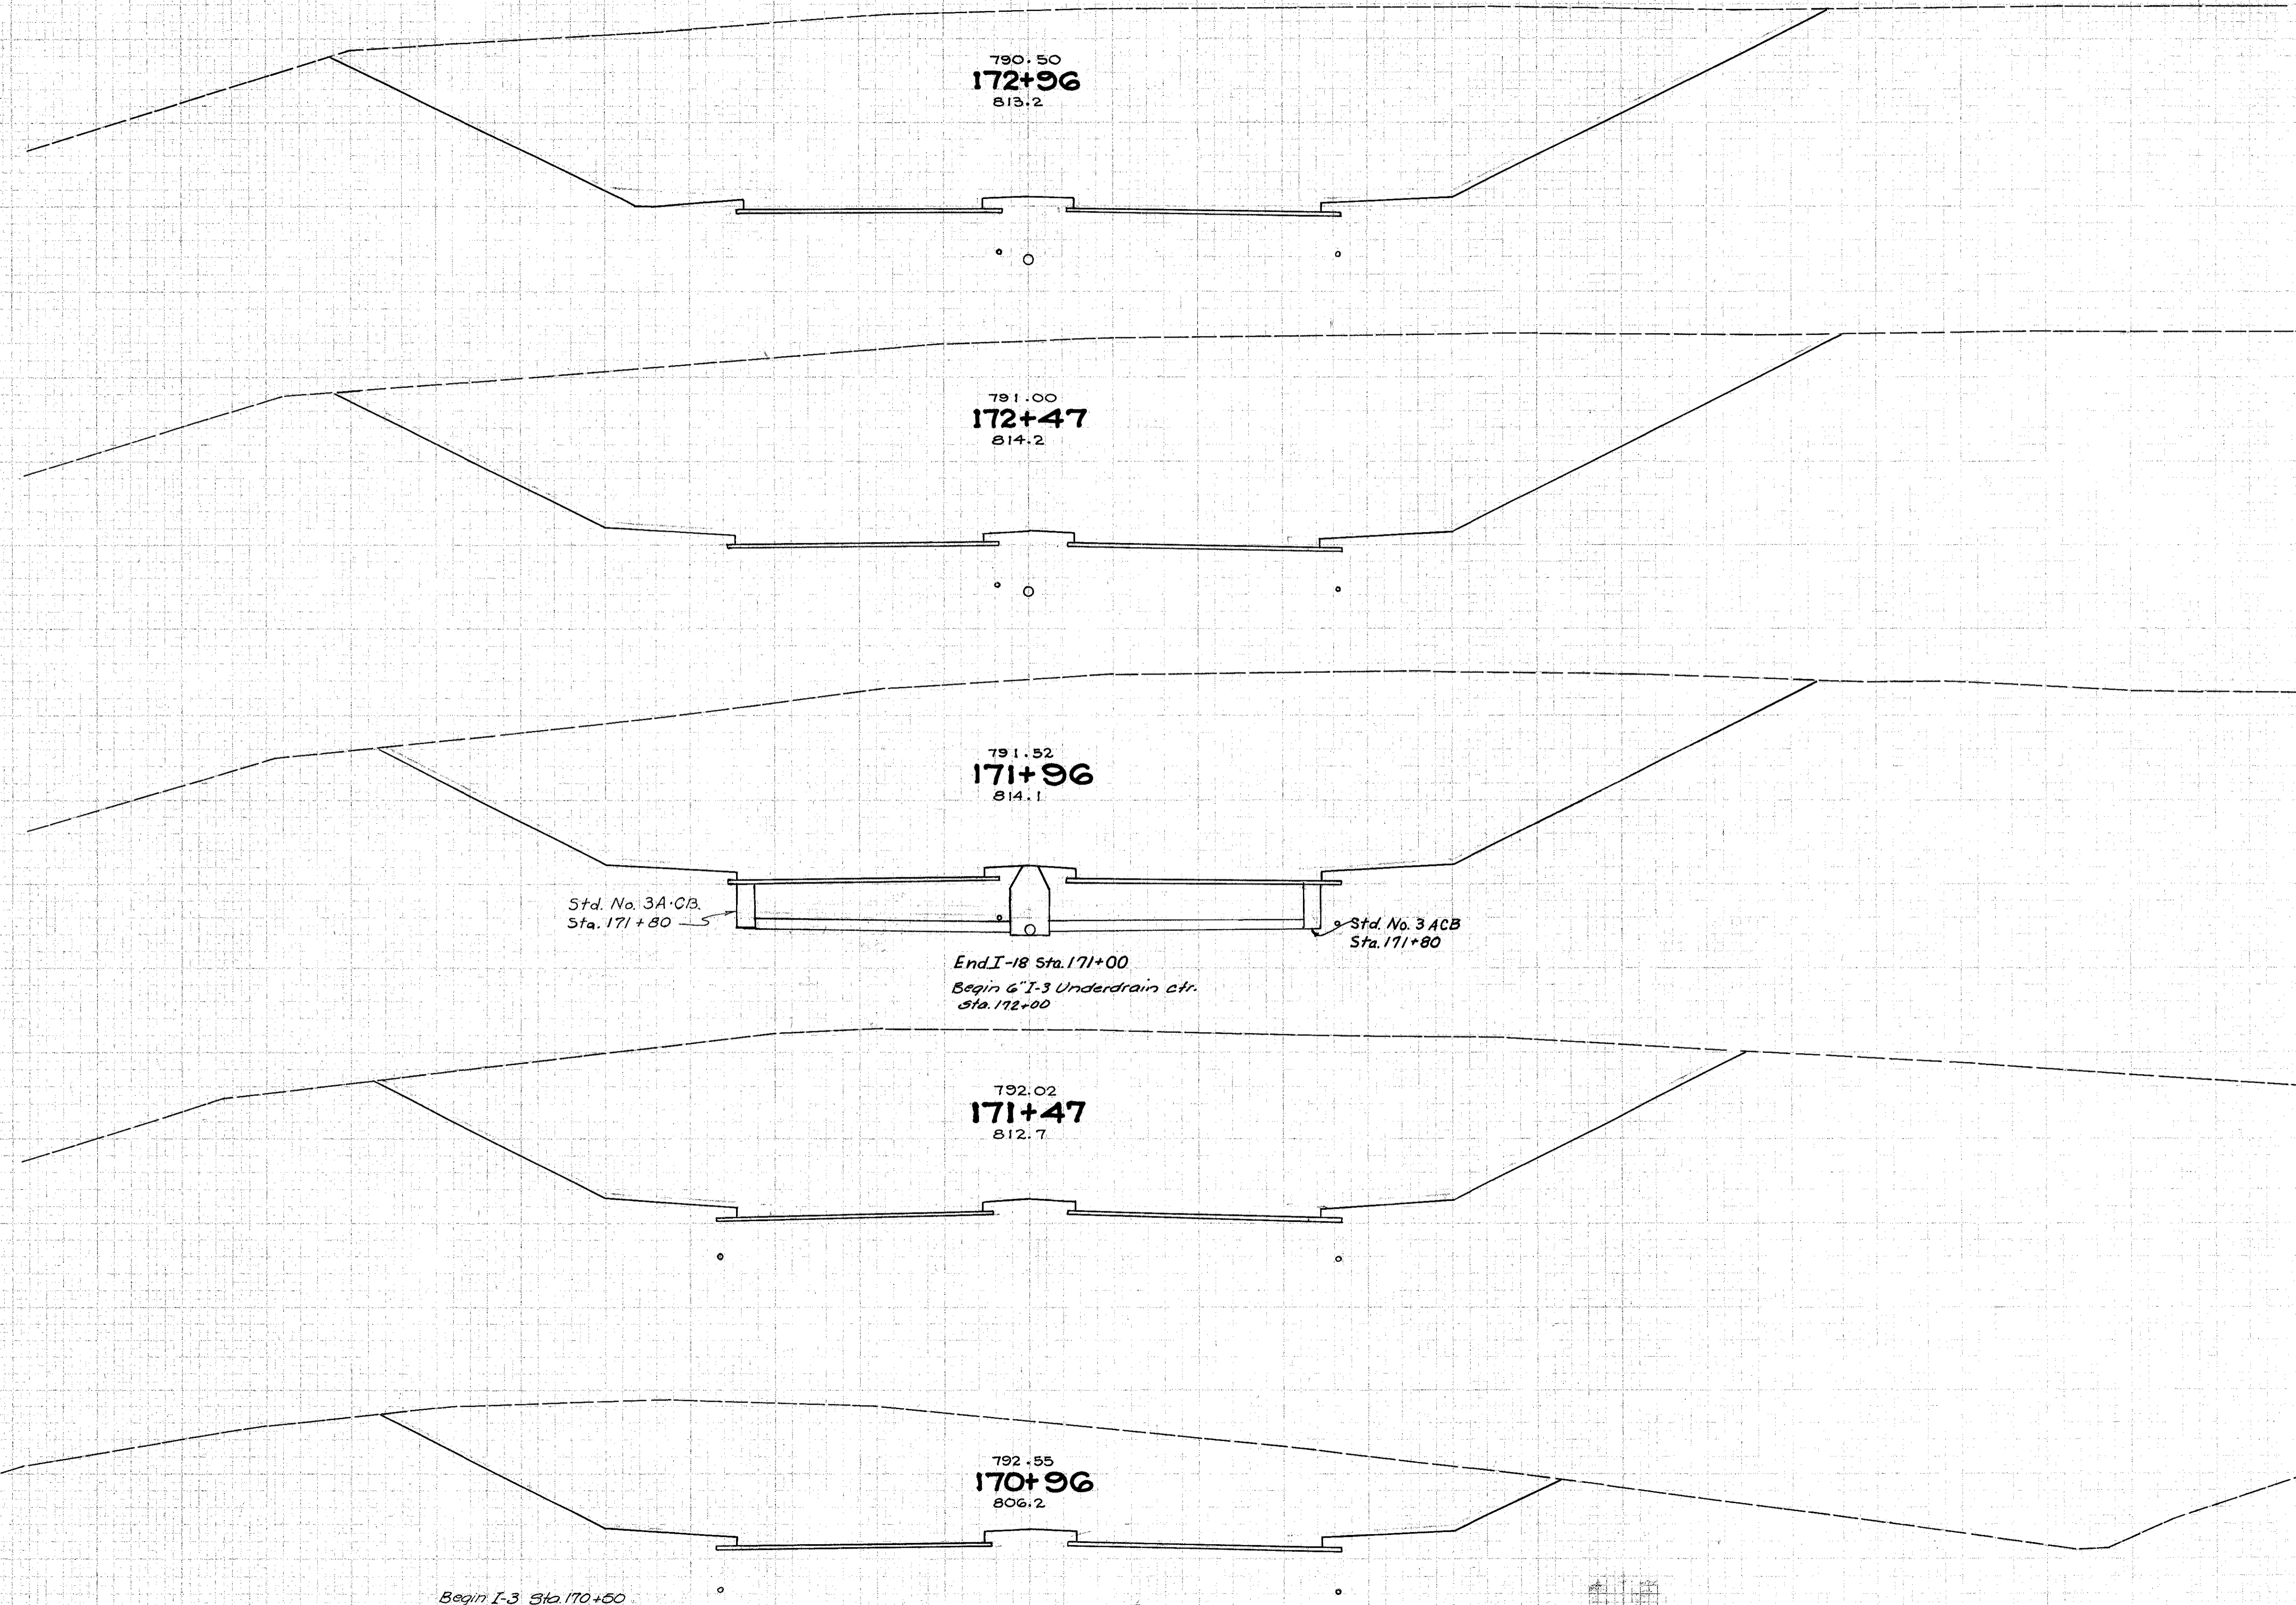 790.50
172+96
813.2
791.00
172+47
814.2
791.52
171+96
814.1
Std. No. 3A·CB.
Sta. 171+80
Std. No. 3 ACB
Sta. 171+80
End I-18 Sta. 171+00
Begin 6" I-3 Underdrain ctr.
Sta. 172+00
792.02
171+47
812.7
792.55
170+96
806.2
Begin I-3 Sta. 170+50